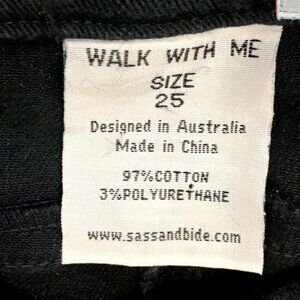 WALK WITH ME
SIZE
25
Designed in Australia
Made in China
97%COTTON
3%POLYURETHANE
www.sassandbide.com